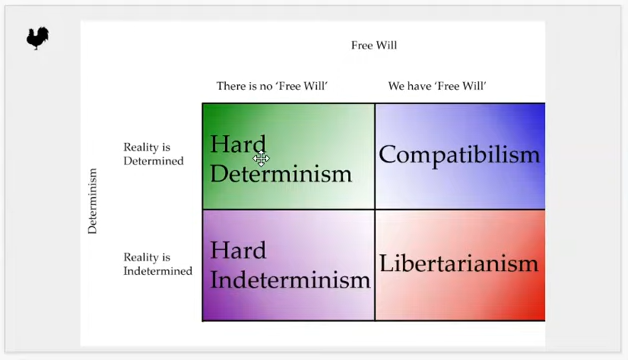 Free Will
There is no ‘Free Will’
We have ‘Free Will’
Determinism
Reality is
Determined
Hard
Determinism
Compatibilism
Reality is
Indetermined
Hard
Indeterminism
Libertarianism